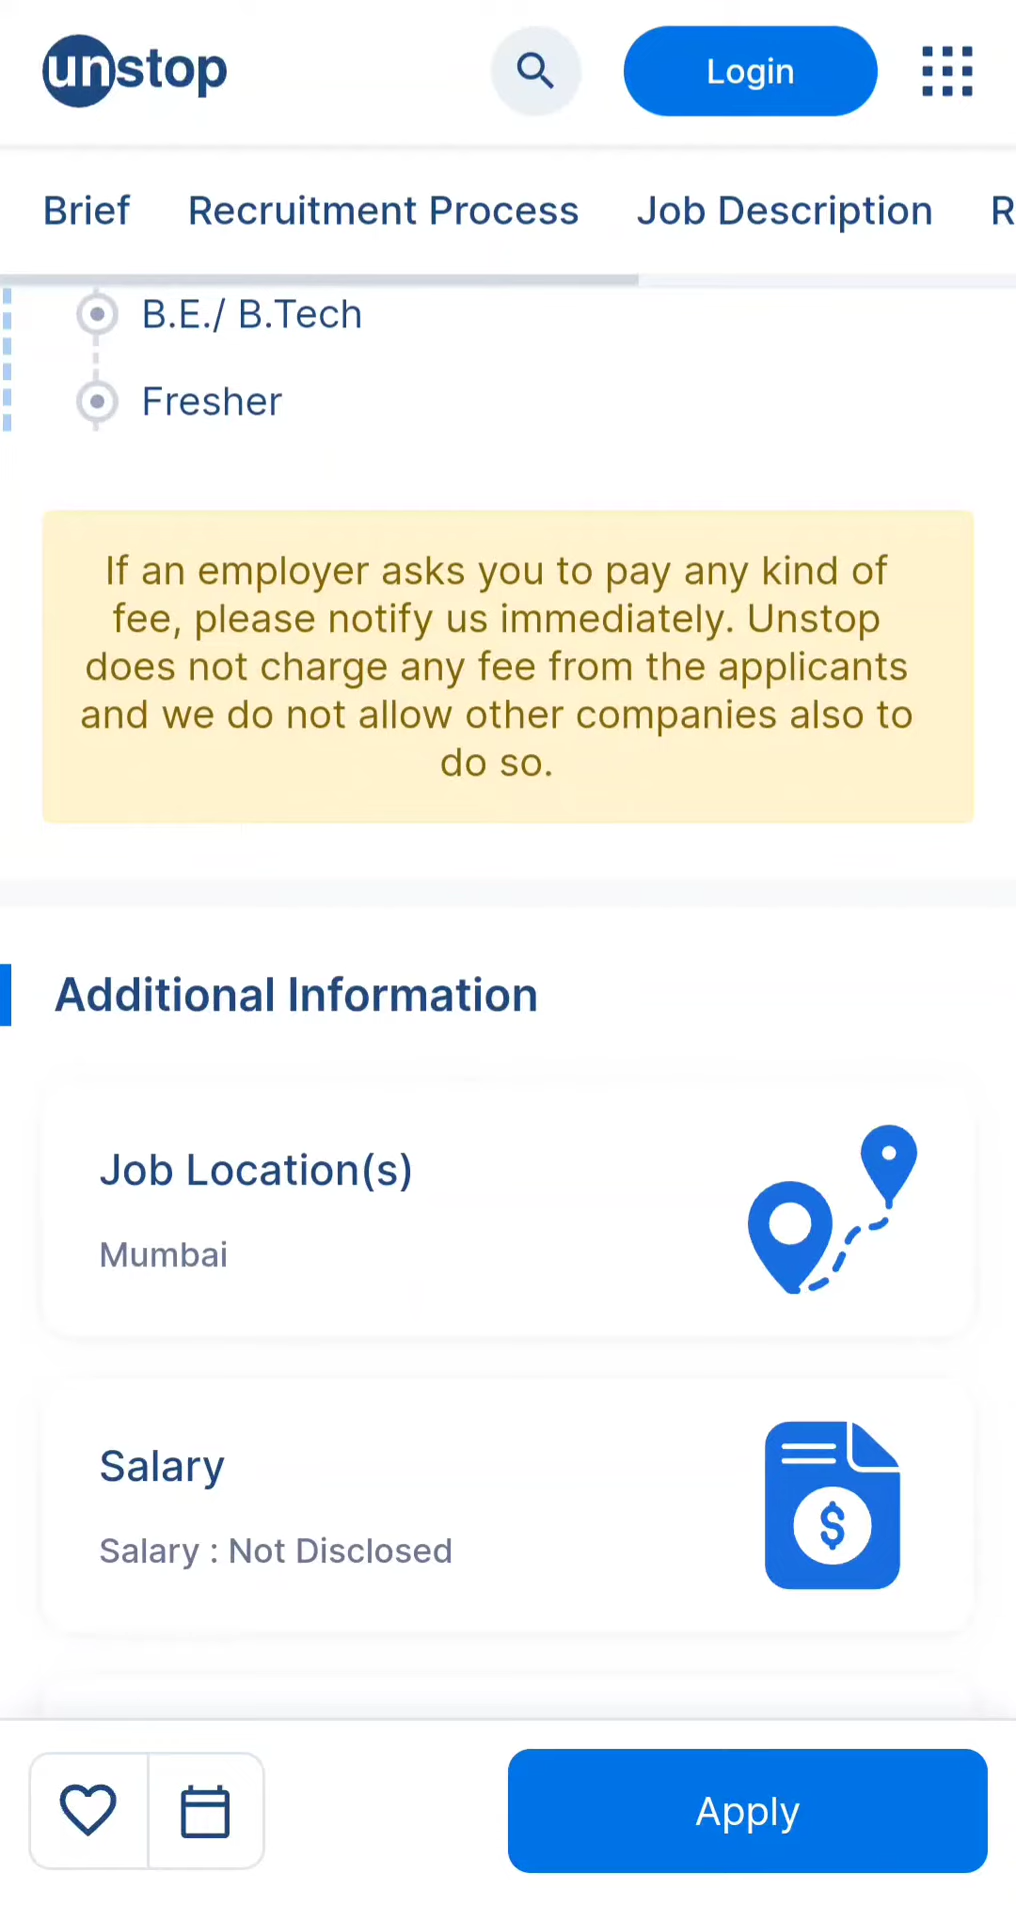 unstop
Login
Brief Recruitment Process Job Description R
B.E./ B.Tech
Fresher
If an employer asks you to pay any kind of
fee, please notify us immediately. Unstop
does not charge any fee from the applicants
and we do not allow other companies also to
do so.
Additional Information
Job Location(s)
Mumbai
Salary
Salary : Not Disclosed
$
Apply